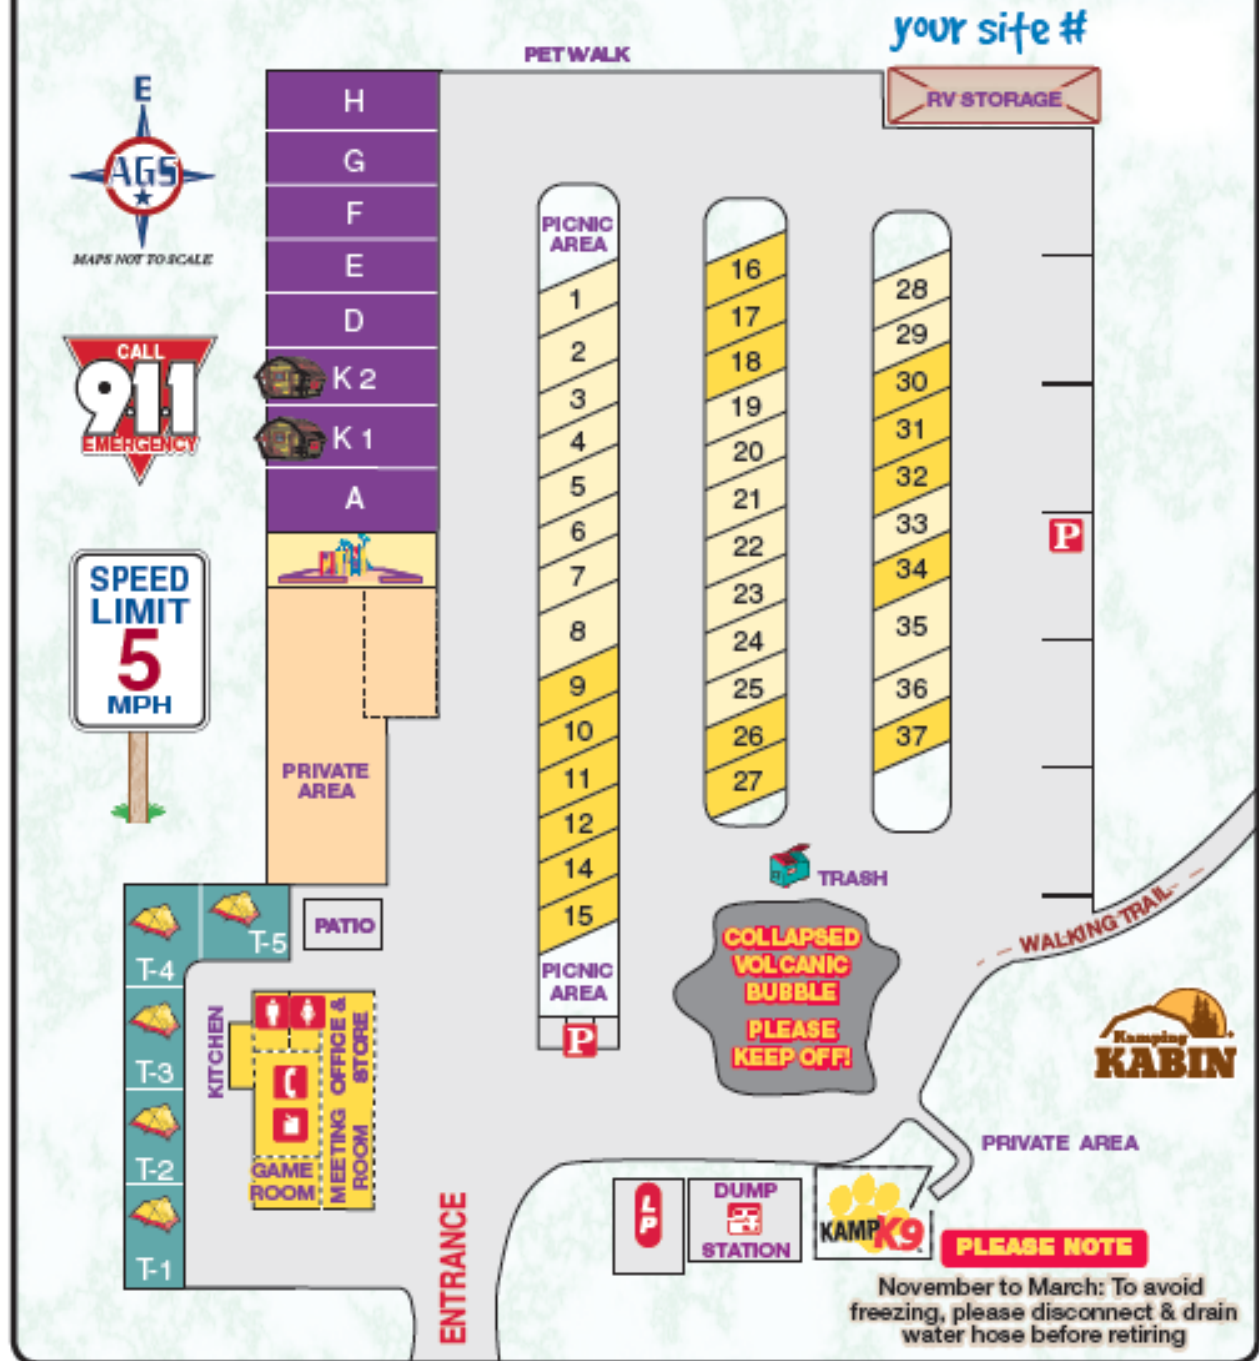 your site #
PET WALK
RV STORAGE
E
AGS
MAPS NOT TO SCALE
CALL
911
EMERGENCY
SPEED
LIMIT
5
MPH
H
G
F
E
D
K 2
K 1
A
PRIVATE
AREA
PICNIC
AREA
1
2
3
4
5
6
7
8
9
10
11
12
14
15
PICNIC
AREA
P
16
17
18
19
20
21
22
23
24
25
26
27
28
29
30
31
32
33
34
35
36
37
P
TRASH
COLLAPSED
VOLCANIC
BUBBLE
PLEASE
KEEP OFF!
WALKING TRAIL
Kamping
KABIN
PRIVATE AREA
T-5
T-4
T-3
T-2
T-1
PATIO
KITCHEN
OFFICE &
STORE
MEETING
ROOM
GAME
ROOM
ENTRANCE
LP
DUMP
STATION
KAMP K9
PLEASE NOTE
November to March: To avoid
freezing, please disconnect & drain
water hose before retiring